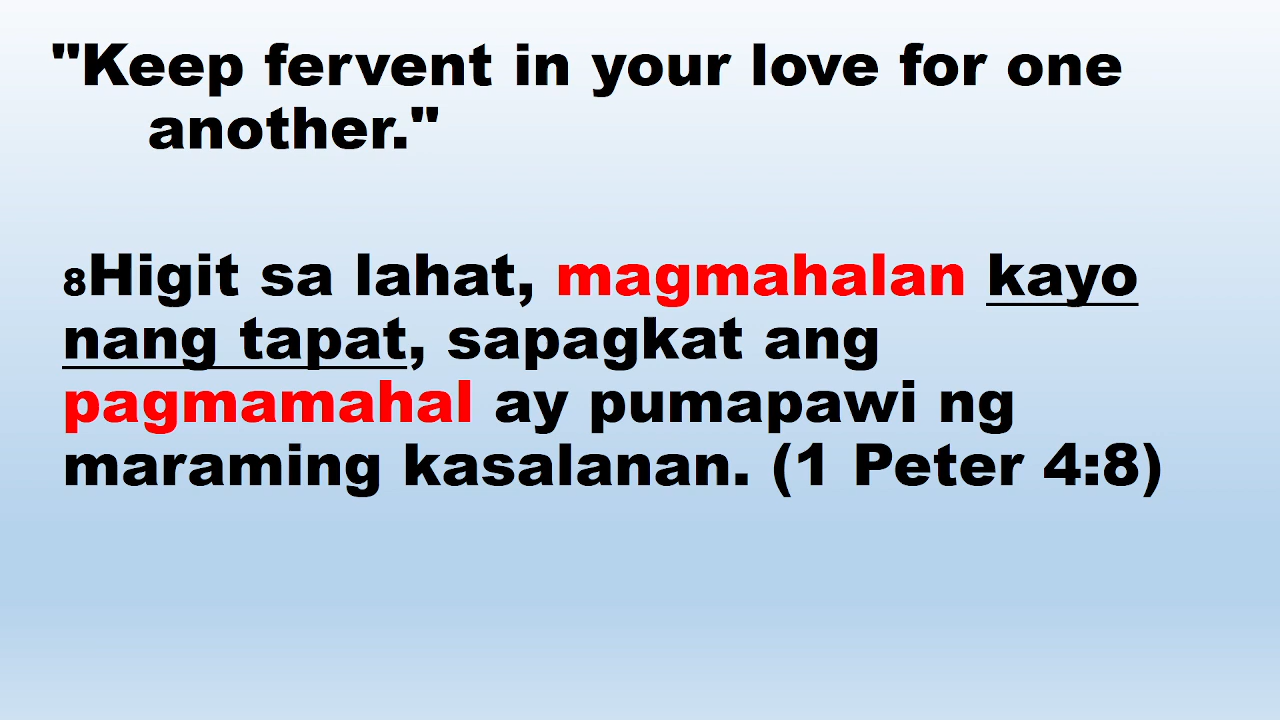 "Keep fervent in your love for one
another."
8Higit sa lahat, magmahalan kayo
nang tapat, sapagkat ang
pagmamahal ay pumapawi ng
maraming kasalanan. (1 Peter 4:8)